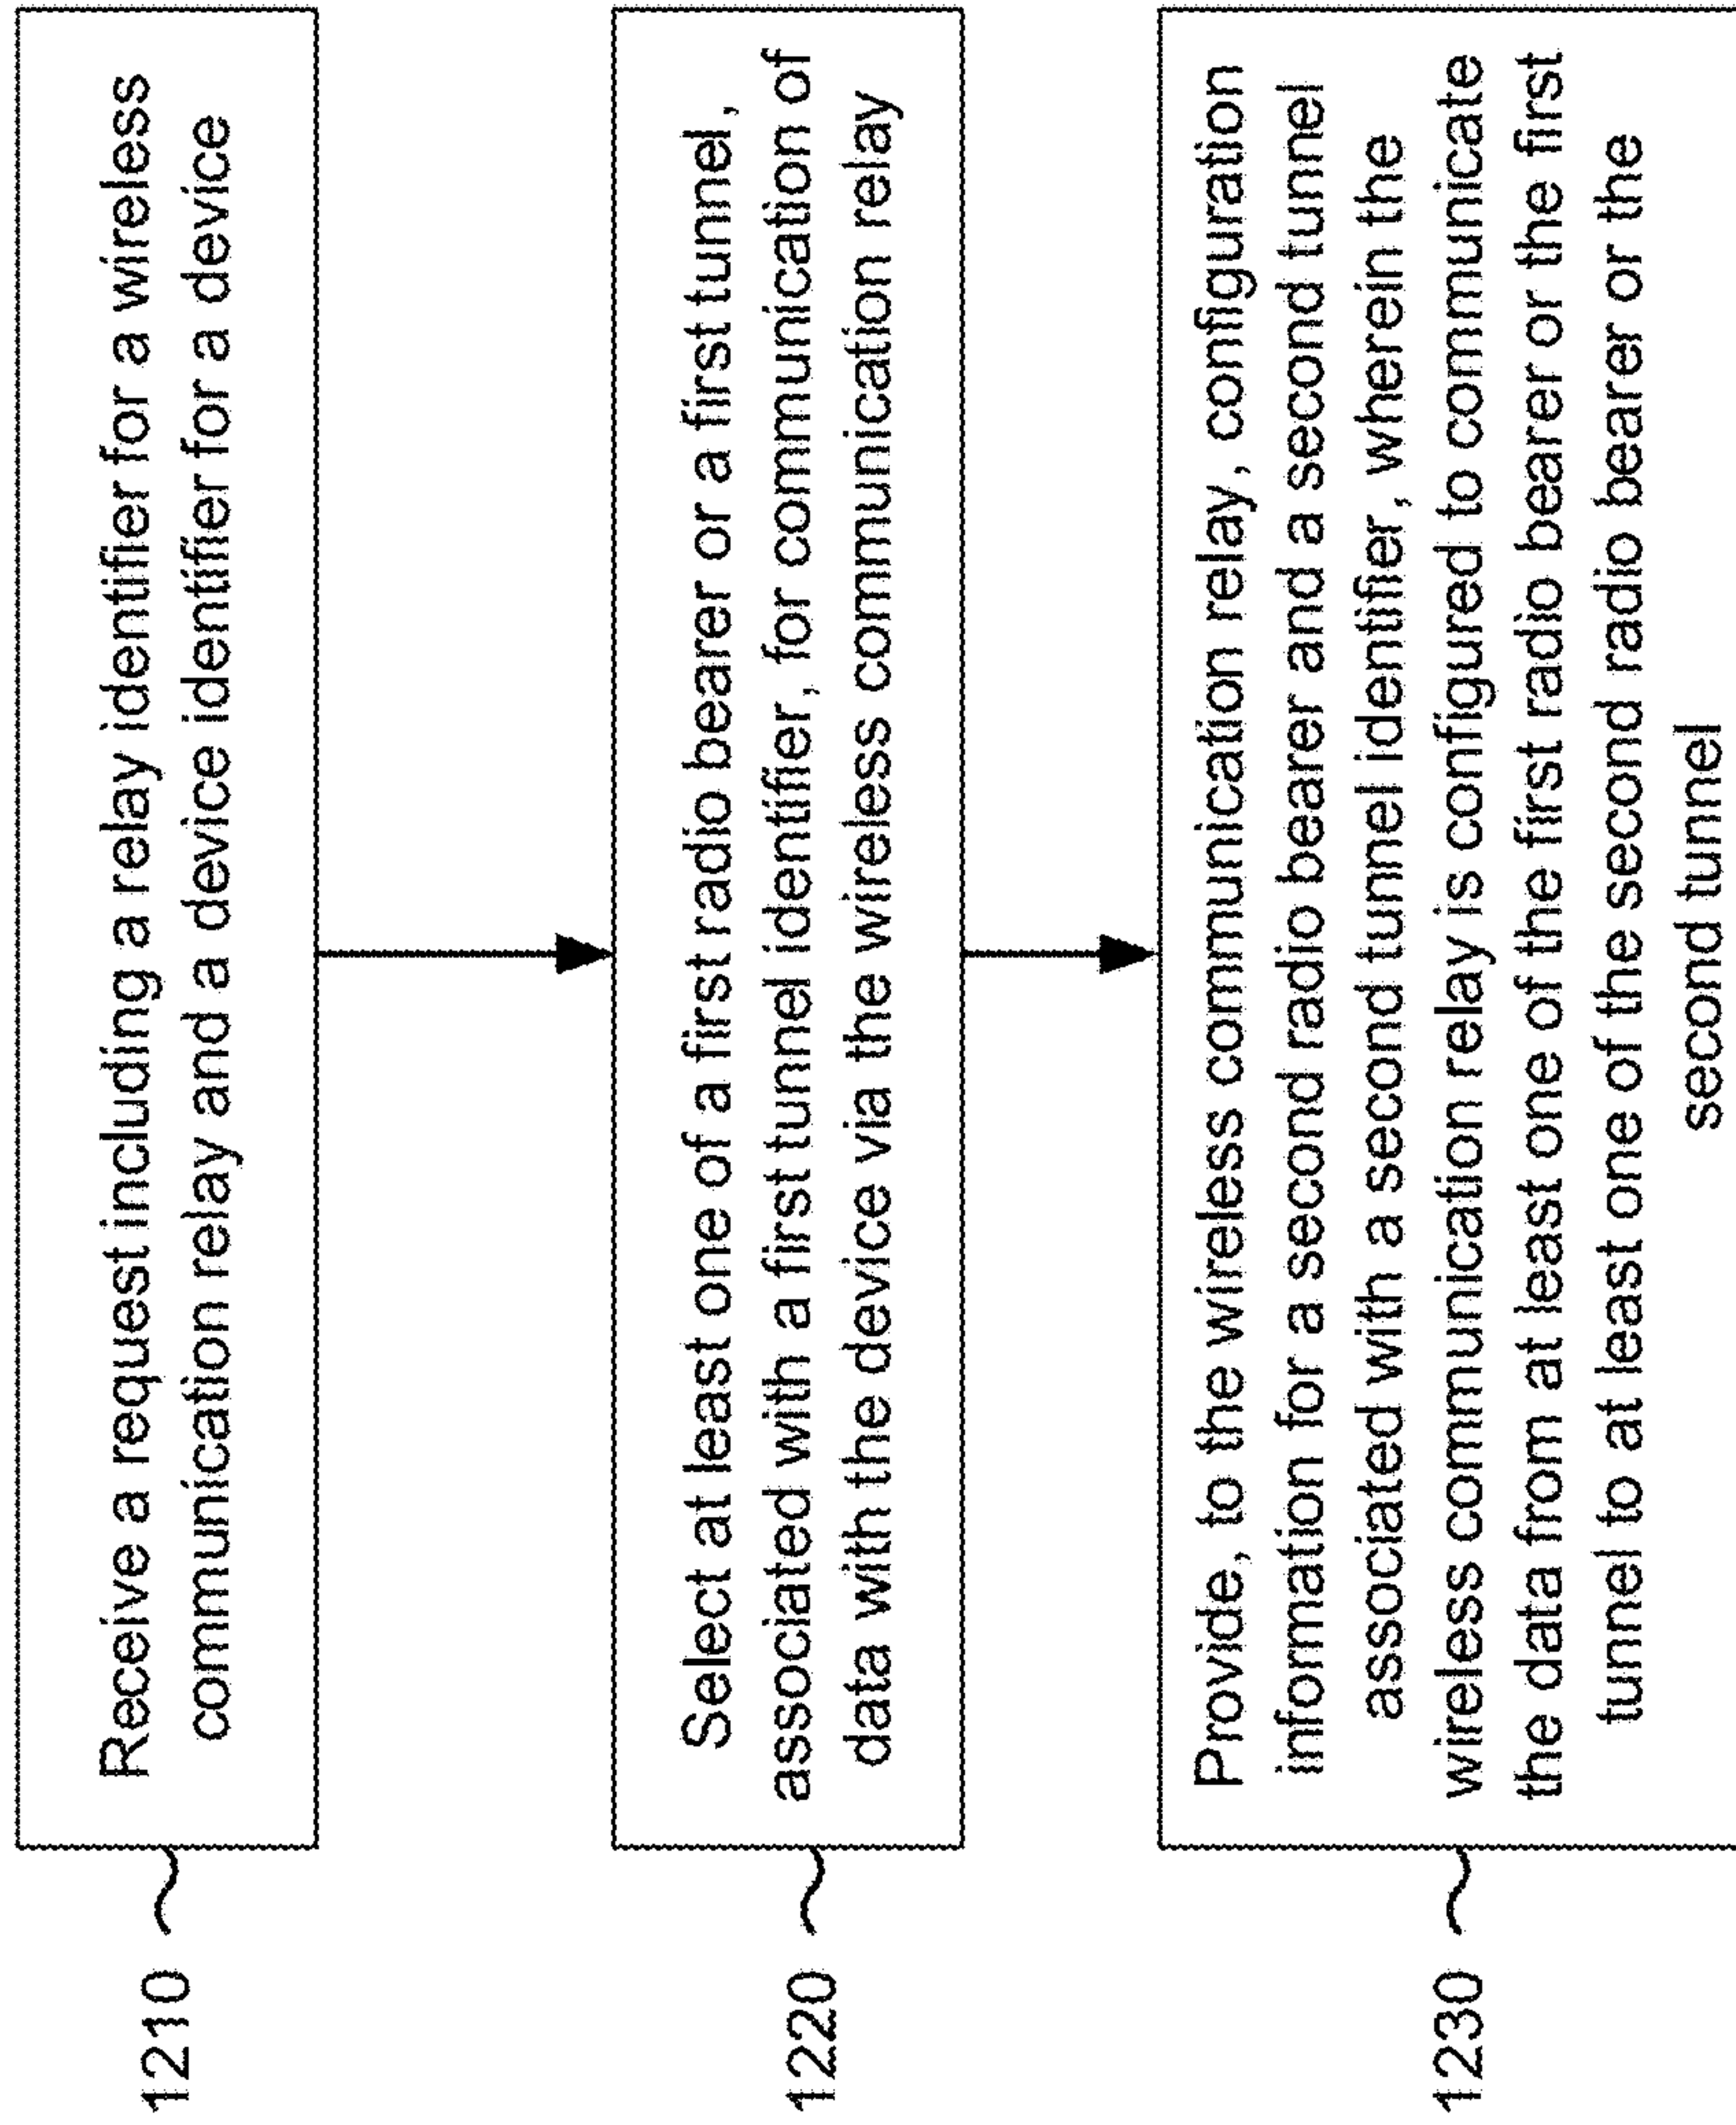 1210
Receive a request including a relay identifier for a wireless
communication relay and a device identifier for a device
1220
Select at least one of a first radio bearer or a first tunnel,
associated with a first tunnel identifier, for communication of
data with the device via the wireless communication relay
1230
Provide, to the wireless communication relay, configuration
information for a second radio bearer and a second tunnel
associated with a second tunnel identifier, wherein the
wireless communication relay is configured to communicate
the data from at least one of the first radio bearer or the first
tunnel to at least one of the second radio bearer or the
second tunnel